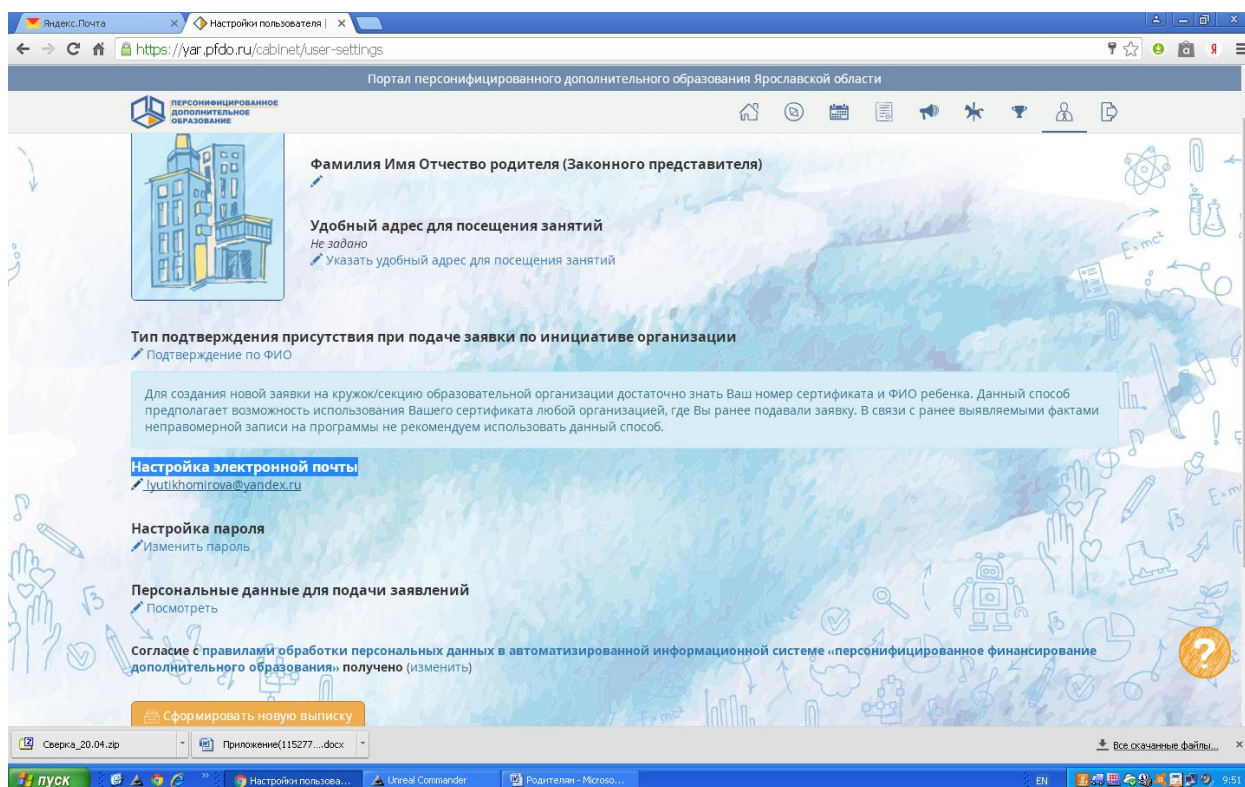 Яндекс.Почта
Настройки пользователя |
https://yar.pfdo.ru/cabinet/user-settings
Портал персонифицированного дополнительного образования Ярославской области
ПЕРСОНИФИЦИРОВАННОЕ
ДОПОЛНИТЕЛЬНОЕ
ОБРАЗОВАНИЕ
Фамилия Имя Отчество родителя (Законного представителя)
Удобный адрес для посещения занятий
Не задано
Указать удобный адрес для посещения занятий
Тип подтверждения присутствия при подаче заявки по инициативе организации
Подтверждение по ФИО
Для создания новой заявки на кружок/секцию образовательной организации достаточно знать Ваш номер сертификата и ФИО ребенка. Данный способ
предполагает возможность использования Вашего сертификата любой организацией, где Вы ранее подавали заявку. В связи с ранее выявляемыми фактами
неправомерной записи на программы не рекомендуем использовать данный способ.
Настройка электронной почты
lyutikhomirova@yandex.ru
Настройка пароля
Изменить пароль
Персональные данные для подачи заявлений
Посмотреть
Согласие с правилами обработки персональных данных в автоматизированной информационной системе «персонифицированное финансирование
дополнительного образования» получено (изменить)
Сформировать новую выписку
?
E=mc²
Сверка_20.04.zip
Приложение(115277....docx
Все скачанные файлы...
пуск
Настройки пользова...
Unreal Commander
Родителям - Microso...
EN
9:51